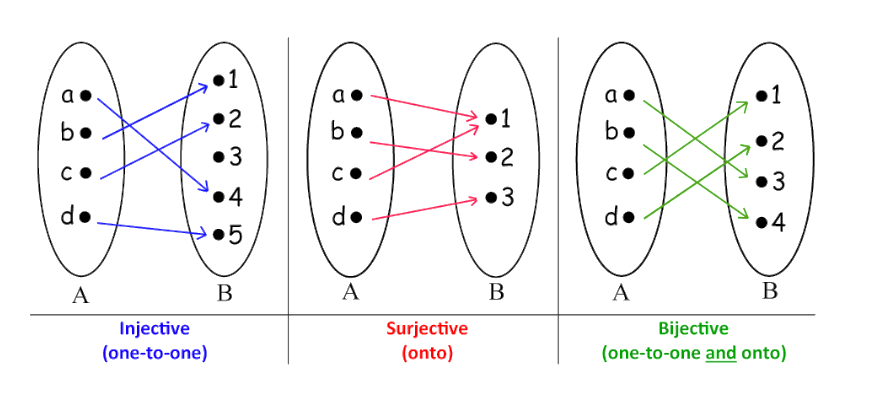 a
b
c
d
1
2
3
4
5
A
B
a
b
c
d
1
2
3
A
B
a
b
c
d
1
2
3
4
A
B
Injective
(one-to-one)
Surjective
(onto)
Bijective
(one-to-one and onto)